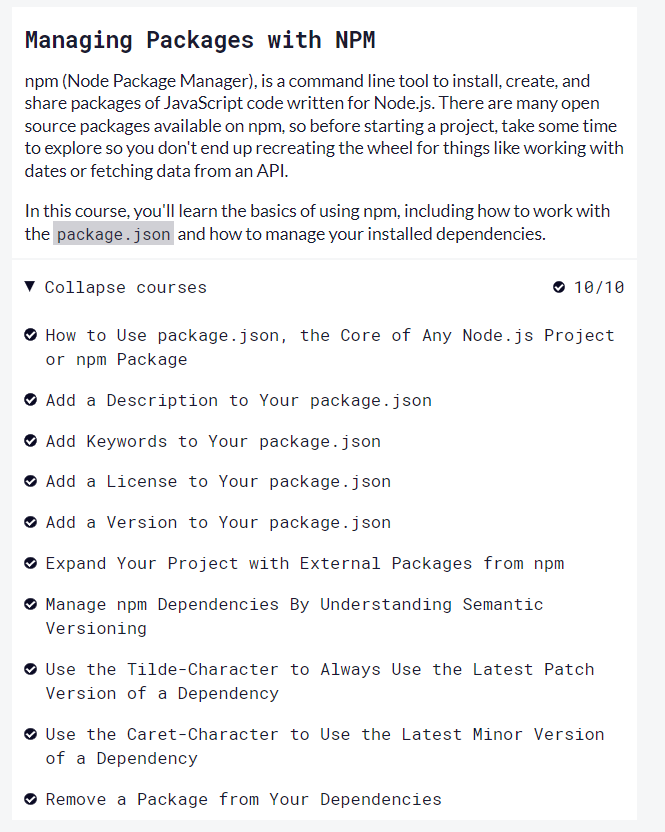 Managing Packages with NPM
npm (Node Package Manager), is a command line tool to install, create, and
share packages of JavaScript code written for Node.js. There are many open
source packages available on npm, so before starting a project, take some time
to explore so you don't end up recreating the wheel for things like working with
dates or fetching data from an API.
In this course, you'll learn the basics of using npm, including how to work with
the package.json and how to manage your installed dependencies.
Collapse courses 10/10
How to Use package.json, the Core of Any Node.js Project
or npm Package
Add a Description to Your package.json
Add Keywords to Your package.json
Add a License to Your package.json
Add a Version to Your package.json
Expand Your Project with External Packages from npm
Manage npm Dependencies By Understanding Semantic
Versioning
Use the Tilde-Character to Always Use the Latest Patch
Version of a Dependency
Use the Caret-Character to Use the Latest Minor Version
of a Dependency
Remove a Package from Your Dependencies